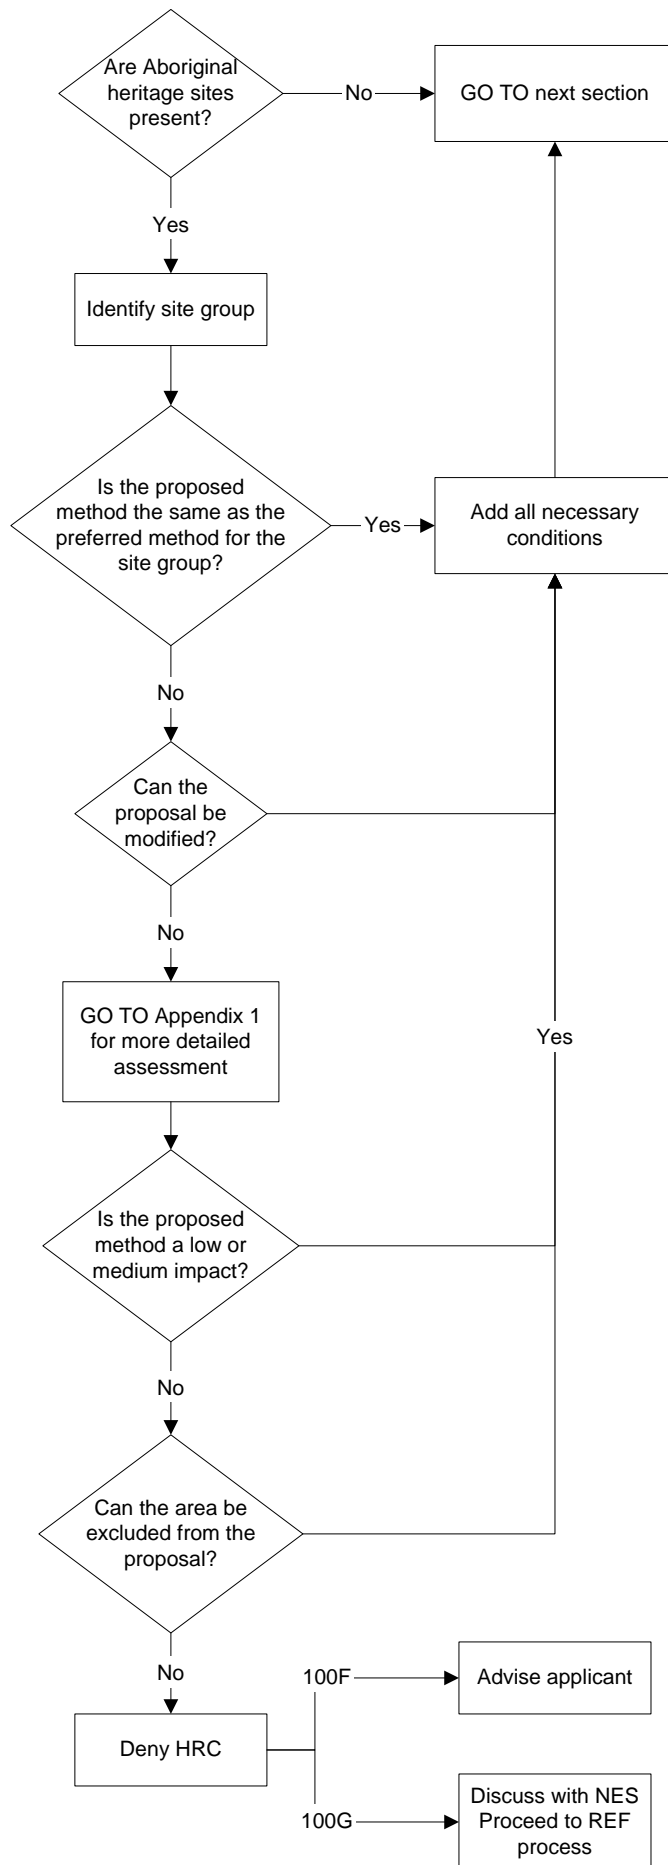 Are Aboriginal
heritage sites
present?
No
GO TO next section
Yes
Identify site group
Is the proposed
method the same as the
preferred method for the
site group?
Yes
Add all necessary
conditions
No
Can the
proposal be
modified?
No
GO TO Appendix 1
for more detailed
assessment
Yes
Is the proposed
method a low or
medium impact?
No
Can the area be
excluded from the
proposal?
No
Deny HRC
100F
Advise applicant
100G
Discuss with NES
Proceed to REF
process